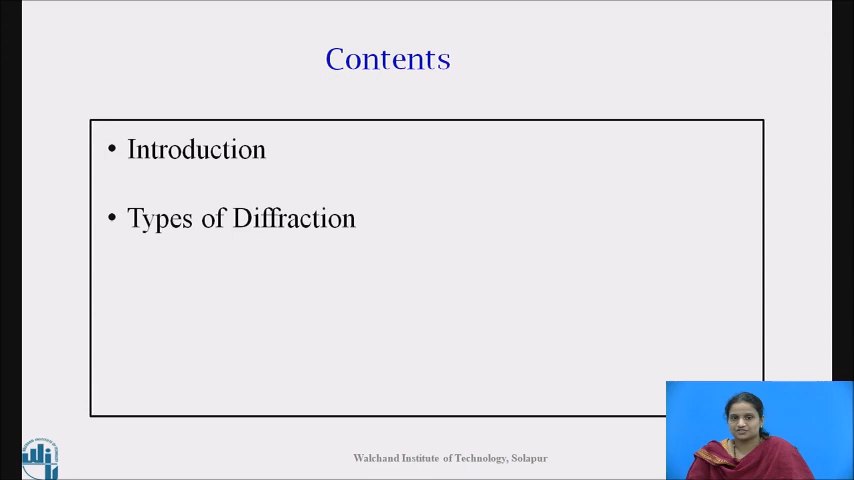 Contents
• Introduction
• Types of Diffraction
Walchand Institute of Technology, Solapur